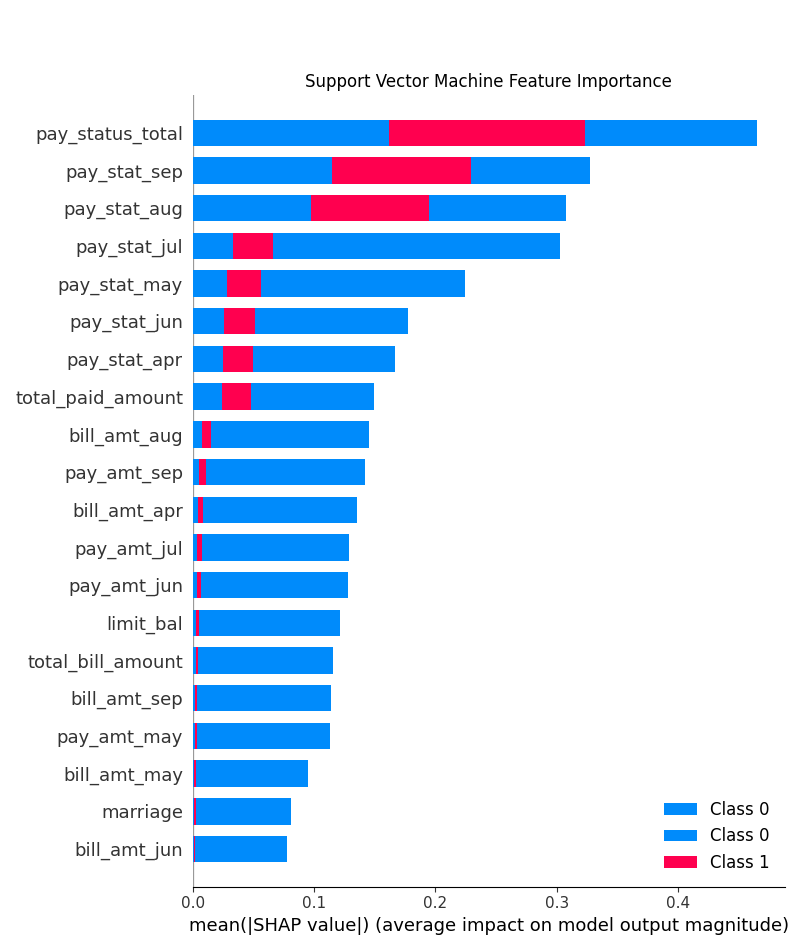 Support Vector Machine Feature Importance
pay_status_total
pay_stat_sep
pay_stat_aug
pay_stat_jul
pay_stat_may
pay_stat_jun
pay_stat_apr
total_paid_amount
bill_amt_aug
pay_amt_sep
bill_amt_apr
pay_amt_jul
pay_amt_jun
limit_bal
total_bill_amount
bill_amt_sep
pay_amt_may
bill_amt_may
marriage
bill_amt_jun
Class 0
Class 0
Class 1
0.0 0.1 0.2 0.3 0.4
mean(|SHAP value|) (average impact on model output magnitude)